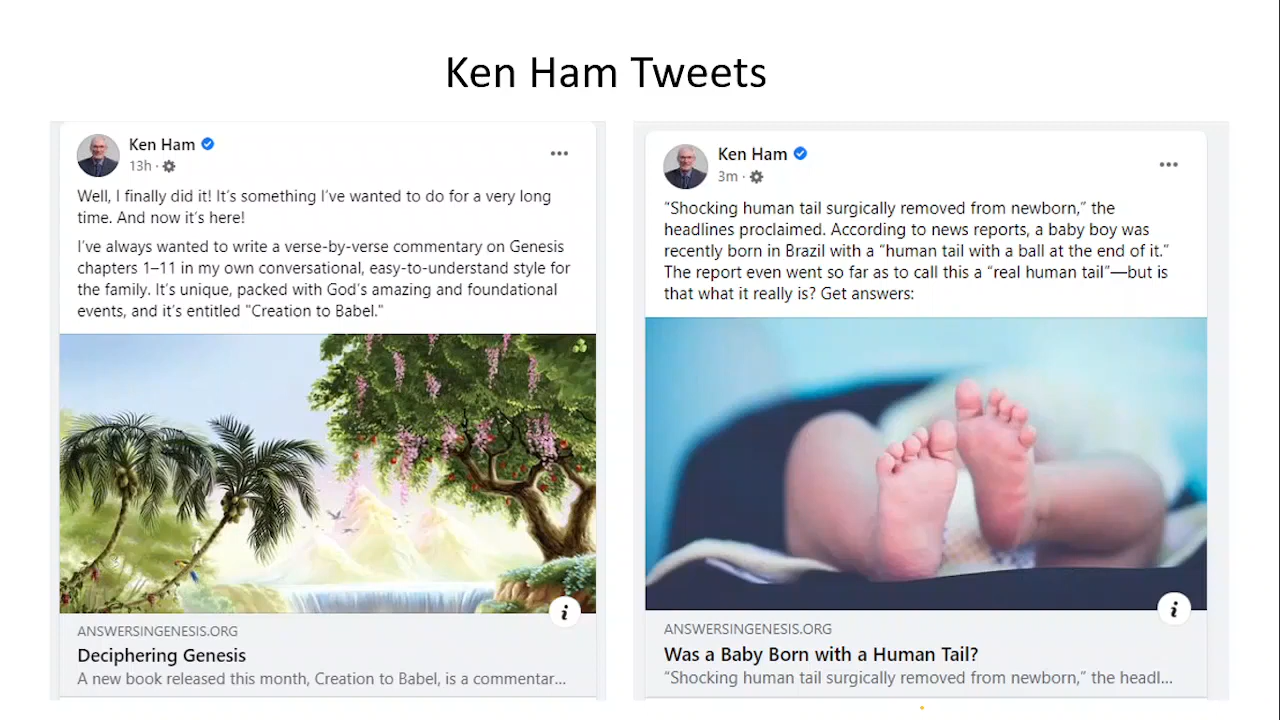 Ken Ham Tweets
Ken Ham
13h ·
Well, I finally did it! It's something I've wanted to do for a very long
time. And now it's here!
I've always wanted to write a verse-by-verse commentary on Genesis
chapters 1–11 in my own conversational, easy-to-understand style for
the family. It's unique, packed with God's amazing and foundational
events, and it's entitled "Creation to Babel."
ANSWERSINGENESIS.ORG
Deciphering Genesis
A new book released this month, Creation to Babel, is a commentar...
Ken Ham
3m ·
“Shocking human tail surgically removed from newborn,” the
headlines proclaimed. According to news reports, a baby boy was
recently born in Brazil with a “human tail with a ball at the end of it.”
The report even went so far as to call this a “real human tail”—but is
that what it really is? Get answers:
ANSWERSINGENESIS.ORG
Was a Baby Born with a Human Tail?
“Shocking human tail surgically removed from newborn,” the headl...